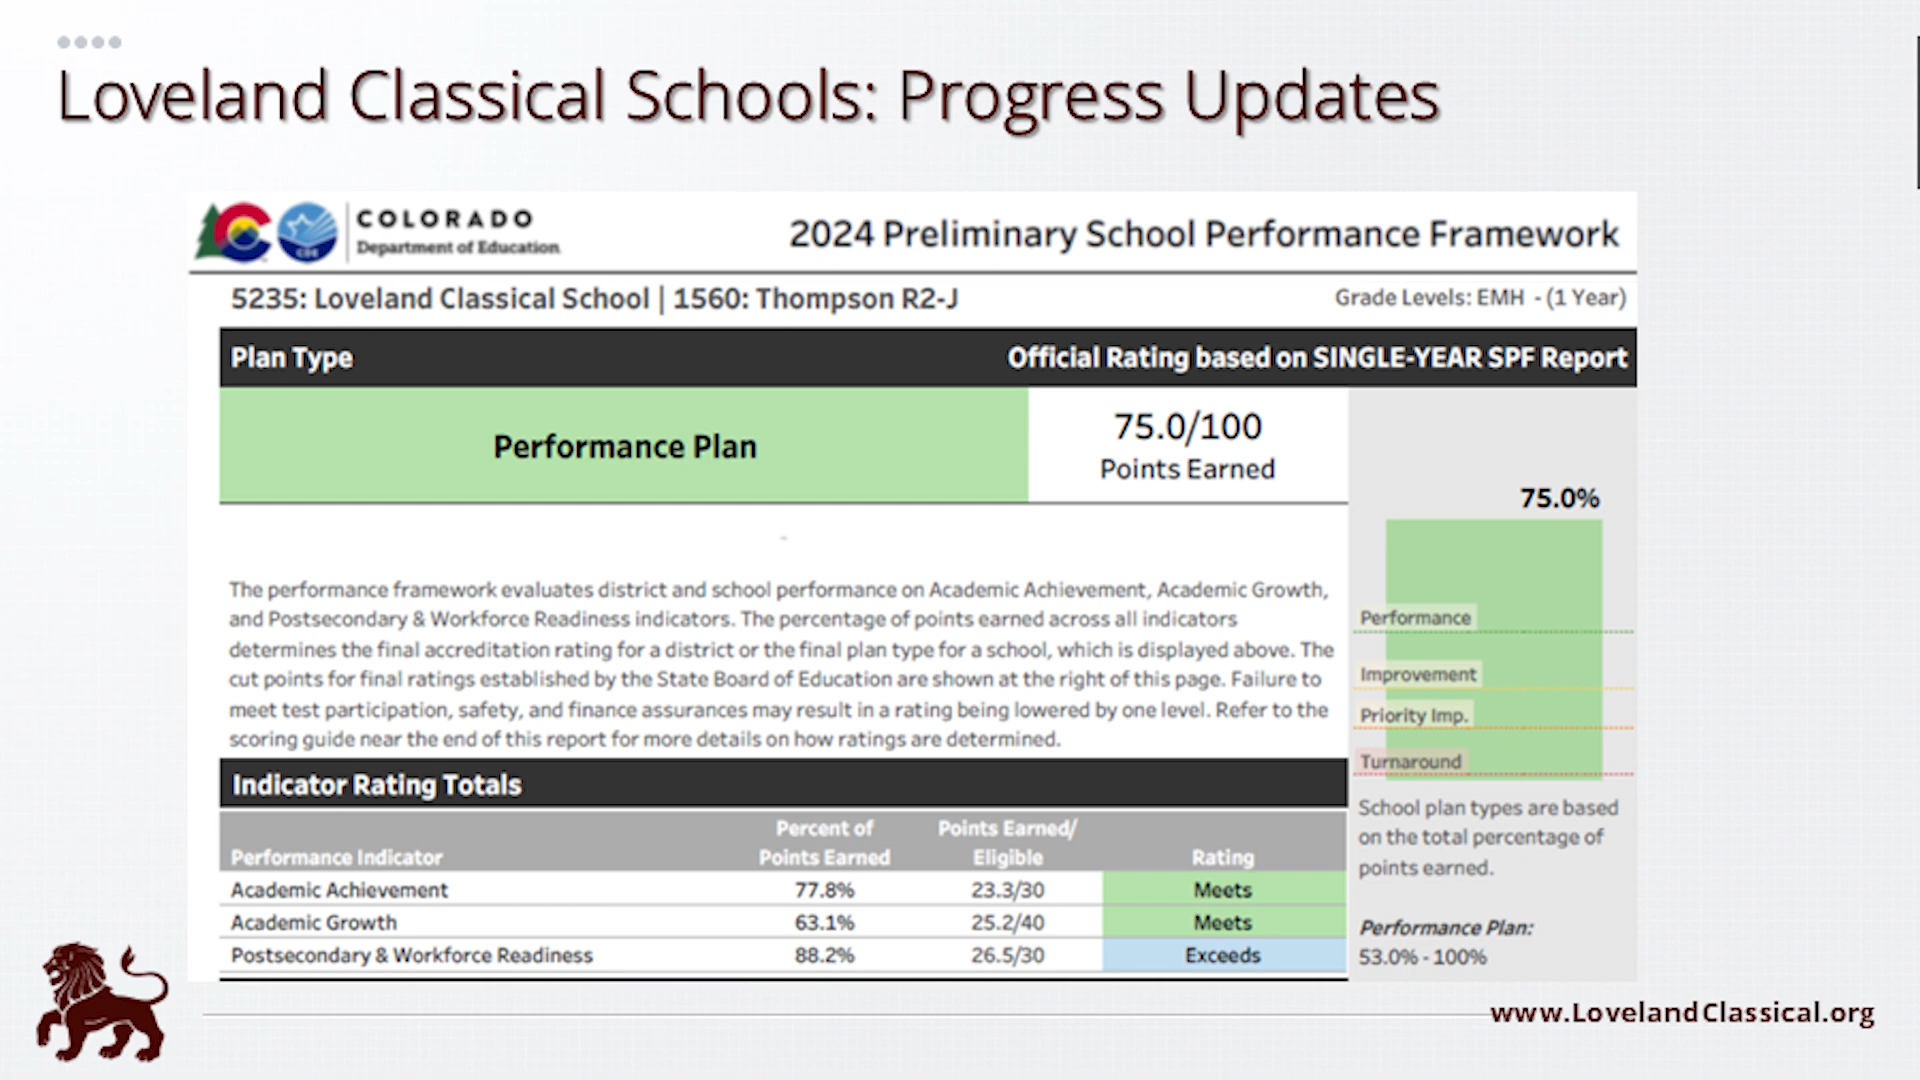 Loveland Classical Schools: Progress Updates
COLORADO
Department of Education
CDE
2024 Preliminary School Performance Framework
5235: Loveland Classical School | 1560: Thompson R2-J
Grade Levels: EMH - (1 Year)
Plan Type
Official Rating based on SINGLE-YEAR SPF Report
Performance Plan
75.0/100
Points Earned
75.0%
Performance
Improvement
Priority Imp.
Turnaround
The performance framework evaluates district and school performance on Academic Achievement, Academic Growth,
and Postsecondary & Workforce Readiness indicators. The percentage of points earned across all indicators
determines the final accreditation rating for a district or the final plan type for a school, which is displayed above. The
cut points for final ratings established by the State Board of Education are shown at the right of this page. Failure to
meet test participation, safety, and finance assurances may result in a rating being lowered by one level. Refer to the
scoring guide near the end of this report for more details on how ratings are determined.
School plan types are based
on the total percentage of
points earned.
Performance Plan:
53.0% - 100%
Indicator Rating Totals
Performance Indicator
Percent of
Points Earned
Points Earned/
Eligible
Rating
Academic Achievement 77.8% 23.3/30 Meets
Academic Growth 63.1% 25.2/40 Meets
Postsecondary & Workforce Readiness 88.2% 26.5/30 Exceeds
www.LovelandClassical.org